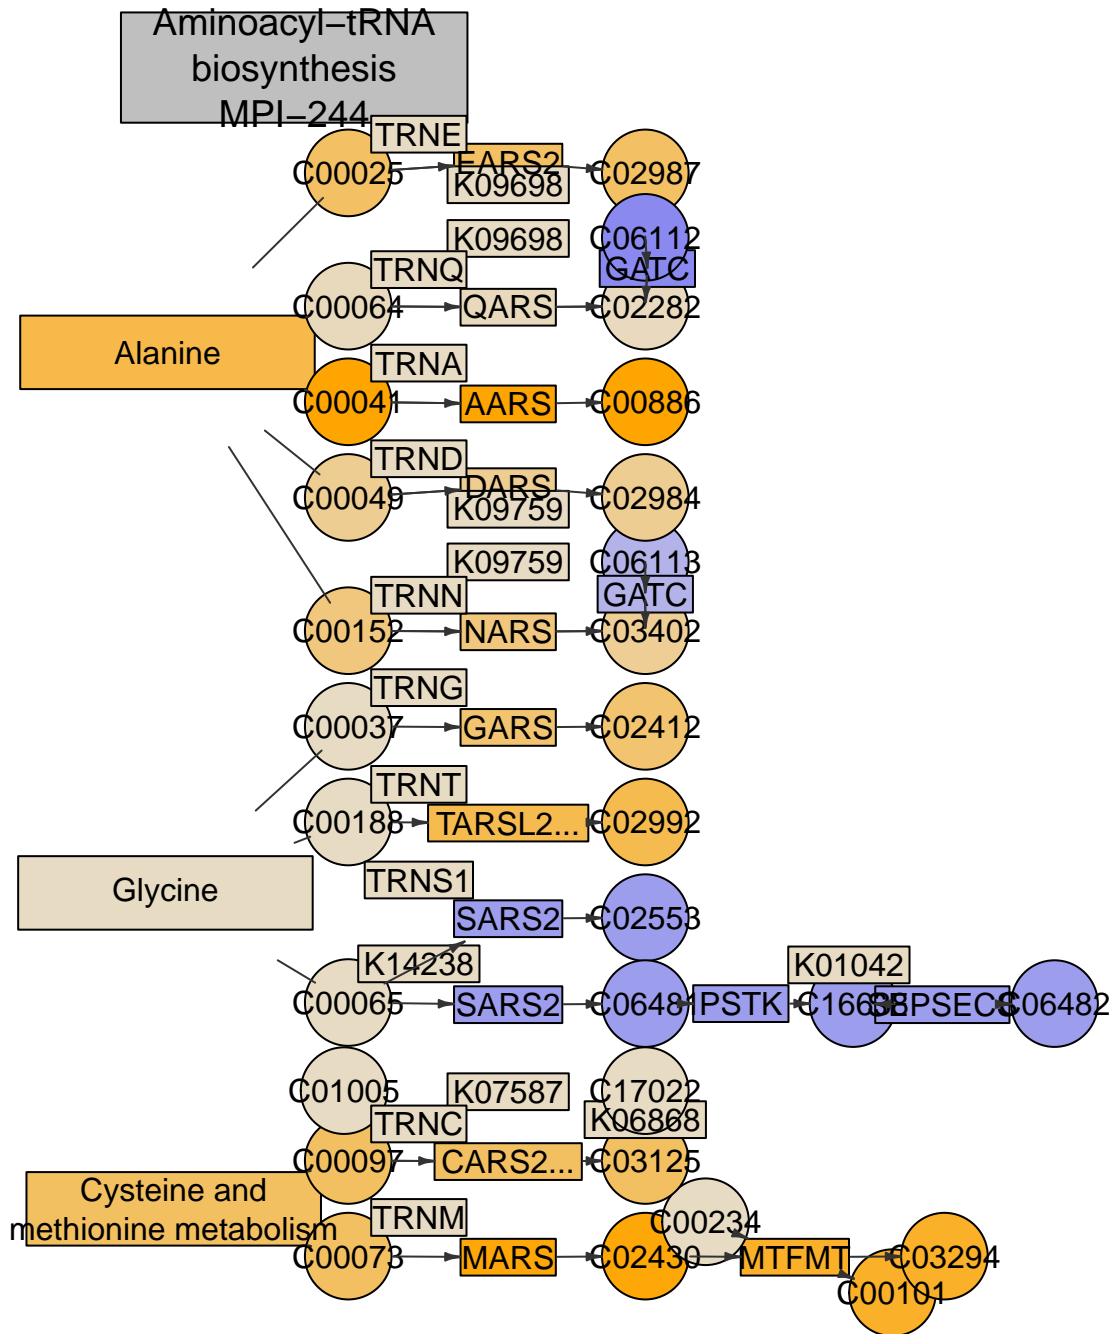 Aminoacyl−tRNA
biosynthesis
MPI−244
TRNE
C00025
EARS2
C02987
K09698
K09698
C06112
TRNQ
GATC
C00064
QARS
C02282
Alanine
TRNA
C00041
AARS
C00886
TRND
C00049
DARS
C02984
K09759
K09759
C06113
TRNN
GATC
C00152
NARS
C03402
TRNG
C00037
GARS
C02412
TRNT
C00188
TARSL2...
C02992
Glycine
TRNS1
SARS2
C02553
K14238
K01042
C00065
SARS2
C06481
PSTK
SEPSECS
C06482
C01005
K07587
C17022
K06868
TRNC
C00097
CARS2...
C03125
Cysteine and
methionine metabolism
TRNM
C00234
C00073
MARS
C02430
MTFMT
C03294
C00101